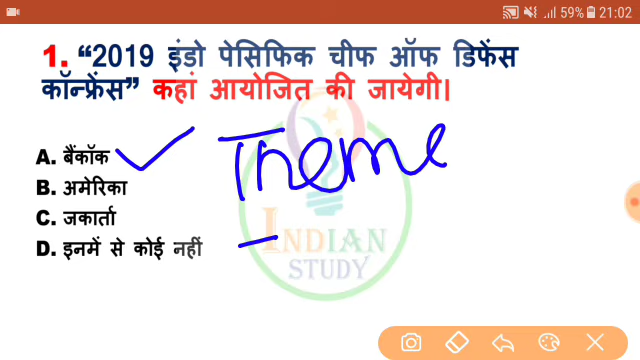 59% 21:02
1. "2019 इंडो पेसिफिक चीफ ऑफ डिफेंस
कॉन्फ्रेंस" कहां आयोजित की जायेगी।
A. बैंकॉक
Theme
B. अमेरिका
C. जकार्ता
D. इनमें से कोई नहीं
INDIAN
STUDY